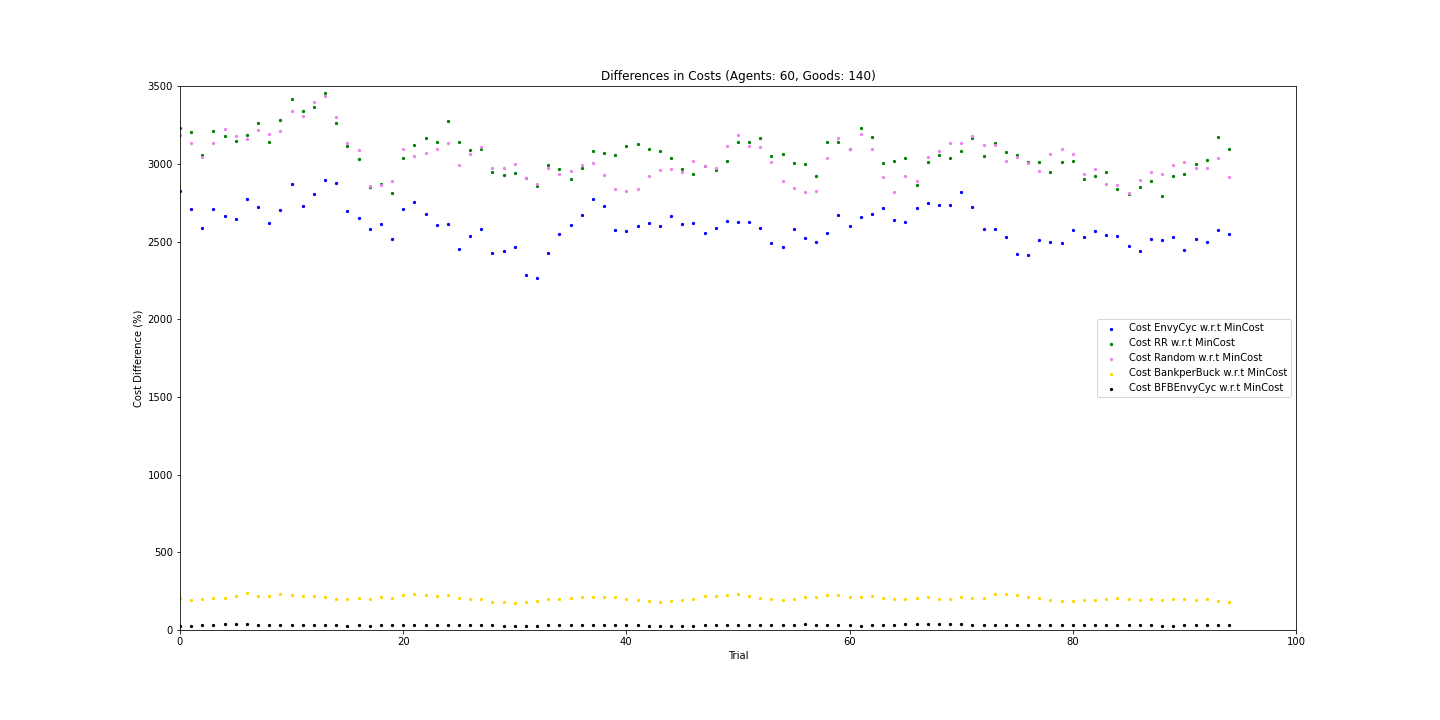 Differences in Costs (Agents: 60, Goods: 140)
3500
3000
2500
2000
1500
1000
500
0
Cost Difference (%)
Cost EnvyCyc w.r.t MinCost
Cost RR w.r.t MinCost
Cost Random w.r.t MinCost
Cost BankperBuck w.r.t MinCost
Cost BFBEnvyCyc w.r.t MinCost
0 20 40 60 80 100
Trial